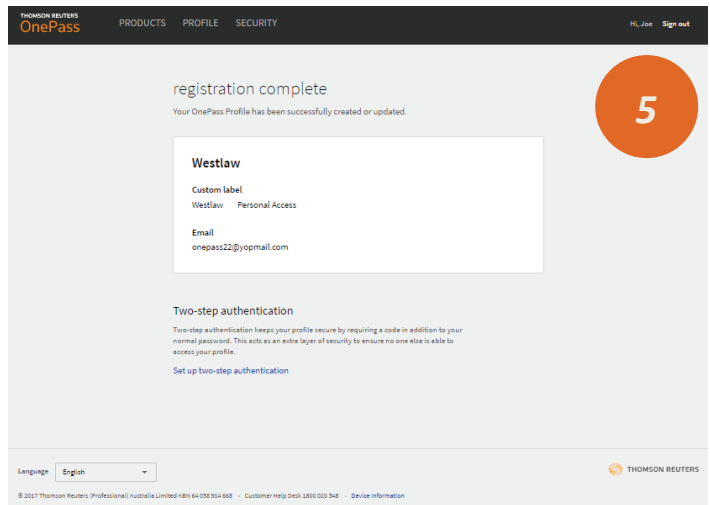 THOMSON REUTERS
OnePass
PRODUCTS PROFILE SECURITY
Hi, Joe Sign out
registration complete
Your OnePass Profile has been successfully created or updated.
5
Westlaw
Custom label
Westlaw Personal Access
Email
onepass22@yopmail.com
Two-step authentication
Two-step authentication keeps your profile secure by requiring a code in addition to your
normal password. This acts as an extra layer of security to ensure no one else is able to
access your profile.
Set up two-step authentication
Language English
THOMSON REUTERS
© 2017 Thomson Reuters (Professional) Australia Limited ABN 64 058 914 668 - Customer Help Desk 1800 020 548 - Device Information